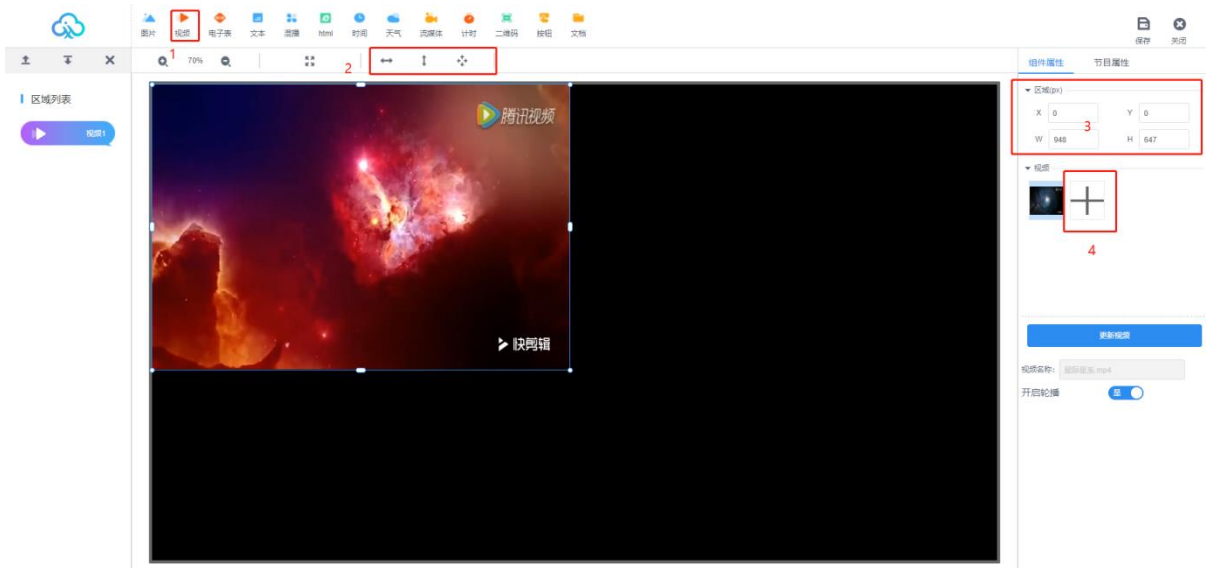 图片 视频 电子表 文本 混播 html 时间 天气 流媒体 计时 二维码 按钮 文档
保存 关闭
1
70%
2
组件属性 节目属性
区域列表
视频1
区域(px)
X 0 Y 0
3
W 948 H 647
视频
4
腾讯视频
快剪辑
更新视频
视频名称:
.mp4
开启轮播 是